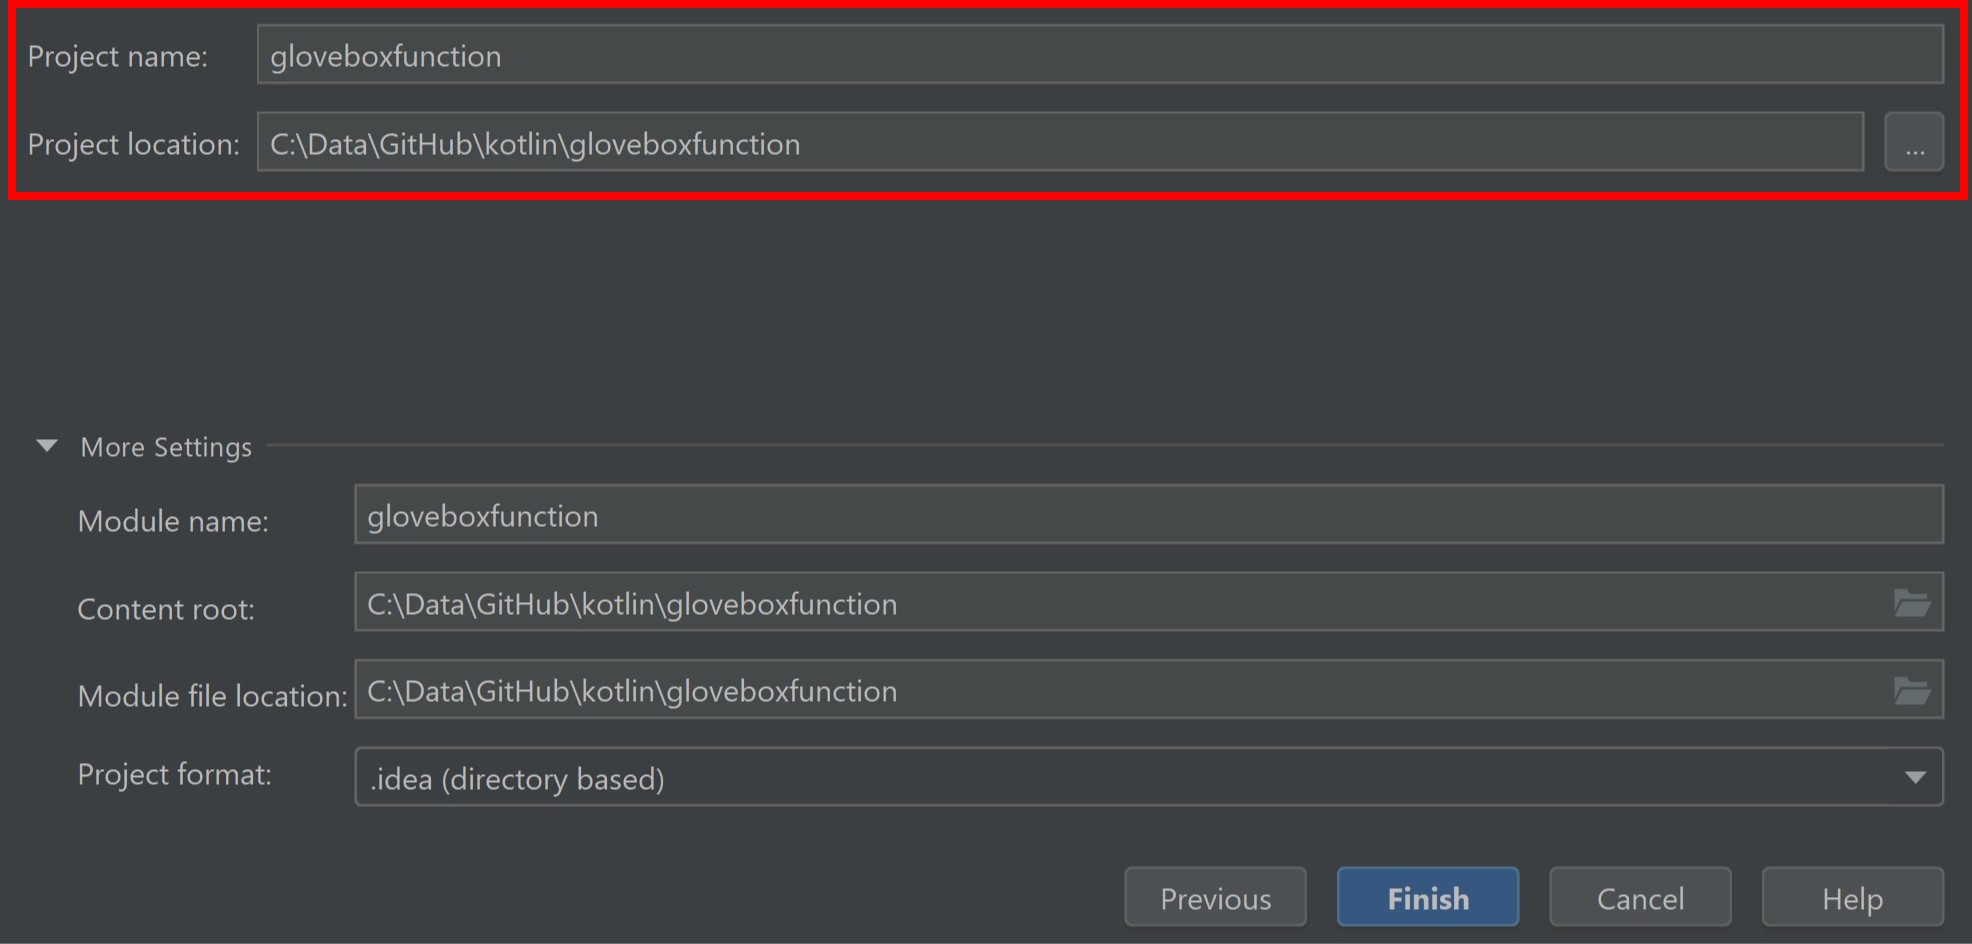 Project name: gloveboxfunction
Project location: C:\Data\GitHub\kotlin\gloveboxfunction ...
More Settings
Module name: gloveboxfunction
Content root: C:\Data\GitHub\kotlin\gloveboxfunction
Module file location: C:\Data\GitHub\kotlin\gloveboxfunction
Project format: .idea (directory based)
Previous Finish Cancel Help